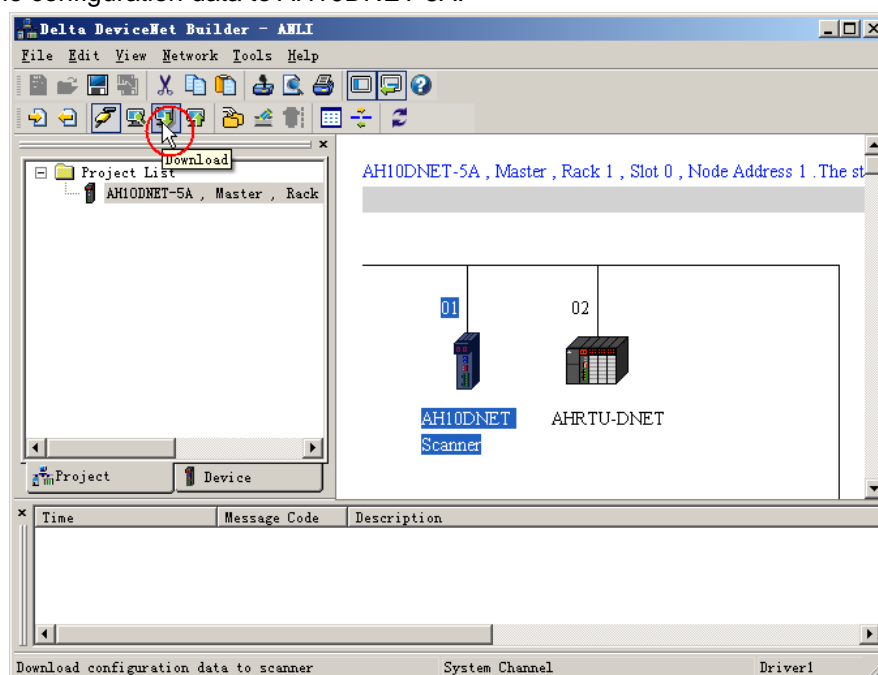 Delta DeviceNet Builder - ANLI
File Edit View Network Tools Help
Download
Project List
AH10DNET-5A , Master , Rack
Project
Device
AH10DNET-5A , Master , Rack 1 , Slot 0 , Node Address 1 . The st
01
02
AH10DNET
Scanner
AHRTU-DNET
Time Message Code Description
Download configuration data to scanner System Channel Driver1